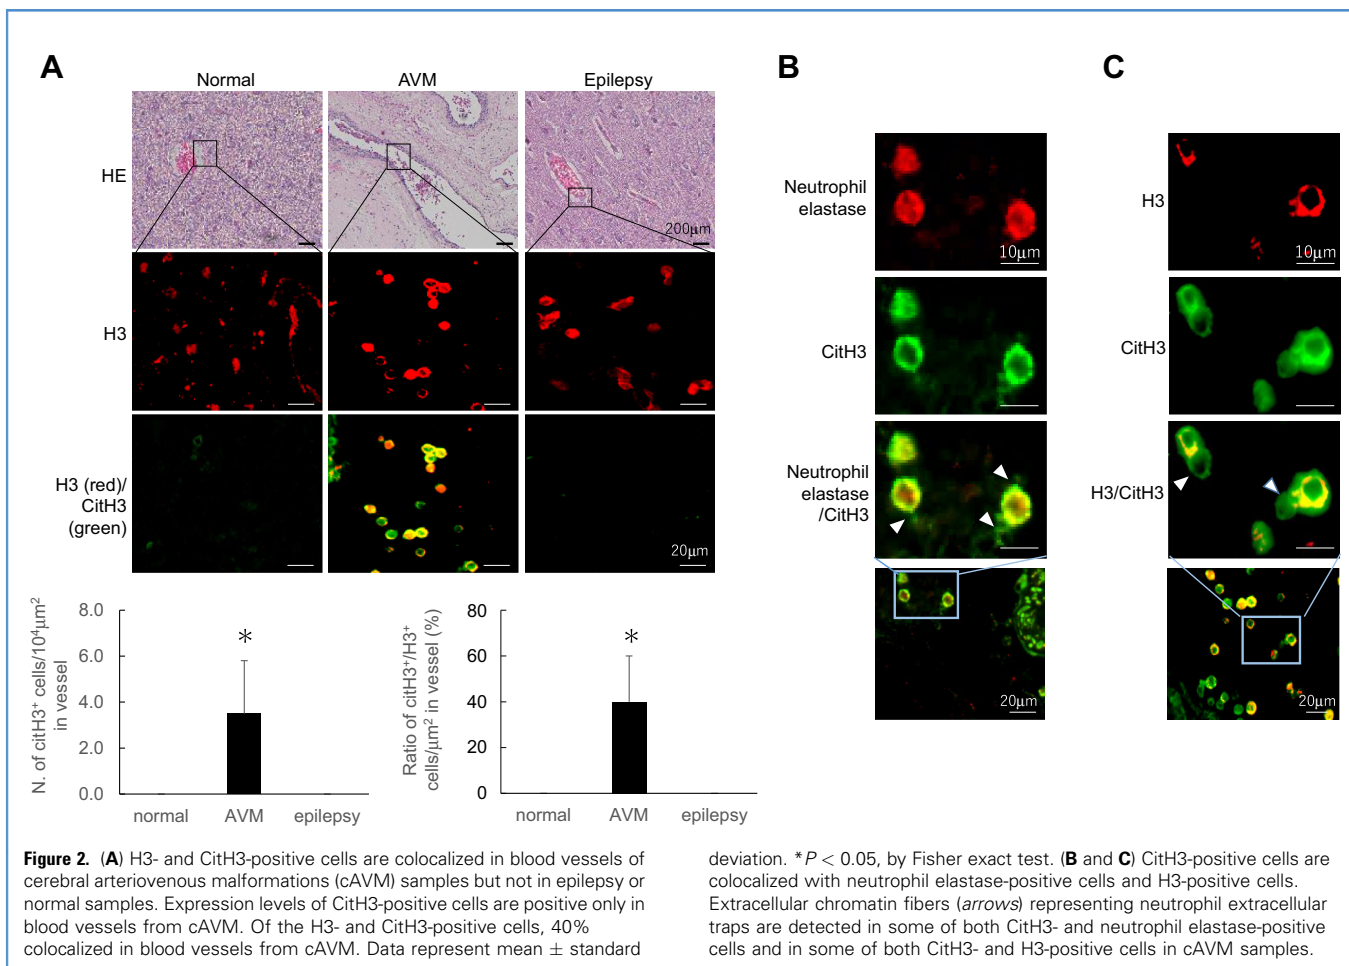 A
Normal
AVM
Epilepsy
HE
200μm
H3
H3 (red)/
CitH3
(green)
20μm
N. of citH3+ cells/10⁴μm²
in vessel
8.0
6.0
4.0
2.0
0.0
*
normal
AVM
epilepsy
Ratio of citH3⁺/H3⁺
cells/μm² in vessel (%)
80
60
40
20
0
*
normal
AVM
epilepsy
B
Neutrophil
elastase
10μm
CitH3
Neutrophil
elastase
/CitH3
20μm
C
H3
10μm
CitH3
H3/CitH3
20μm
Figure 2. (A) H3- and CitH3-positive cells are colocalized in blood vessels of
cerebral arteriovenous malformations (cAVM) samples but not in epilepsy or
normal samples. Expression levels of CitH3-positive cells are positive only in
blood vessels from cAVM. Of the H3- and CitH3-positive cells, 40%
colocalized in blood vessels from cAVM. Data represent mean ± standard
deviation. *P < 0.05, by Fisher exact test. (B and C) CitH3-positive cells are
colocalized with neutrophil elastase-positive cells and H3-positive cells.
Extracellular chromatin fibers (arrows) representing neutrophil extracellular
traps are detected in some of both CitH3- and neutrophil elastase-positive
cells and in some of both CitH3- and H3-positive cells in cAVM samples.